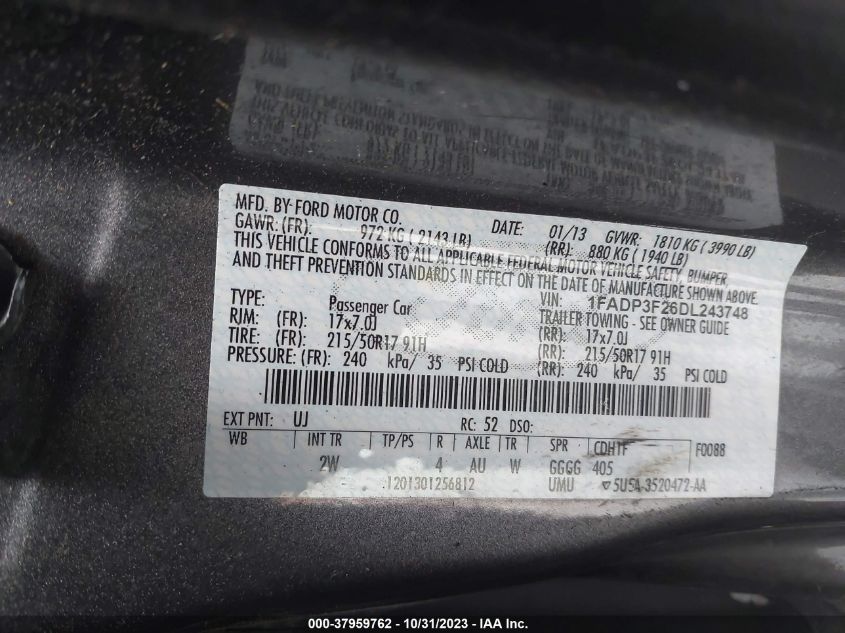 MFD. BY FORD MOTOR CO.
DATE: 01/13 GVWR: 1810 KG ( 3990 LB)
GAWR: (FR): 972 KG ( 2143 LB) (RR): 880 KG ( 1940 LB)
THIS VEHICLE CONFORMS TO ALL APPLICABLE FEDERAL MOTOR VEHICLE SAFETY, BUMPER,
AND THEFT PREVENTION STANDARDS IN EFFECT ON THE DATE OF MANUFACTURE SHOWN ABOVE.
VIN: 1FADP3F26DL243748
TYPE: Passenger Car TRAILER TOWING - SEE OWNER GUIDE
RIM: (FR): 17x7.0J (RR): 17x7.0J
TIRE: (FR): 215/50R17 91H (RR): 215/50R17 91H
PRESSURE: (FR): 240 kPa/ 35 PSI COLD (RR): 240 kPa/ 35 PSI COLD
EXT PNT: UJ RC: 52 DSO:
WB INT TR TP/PS R AXLE TR SPR CDHTF F0088
2W 4 AU W GGGG 405
1201301256812 UMU ▽5U5A-3520472-AA
000-37959762 - 10/31/2023 - IAA Inc.